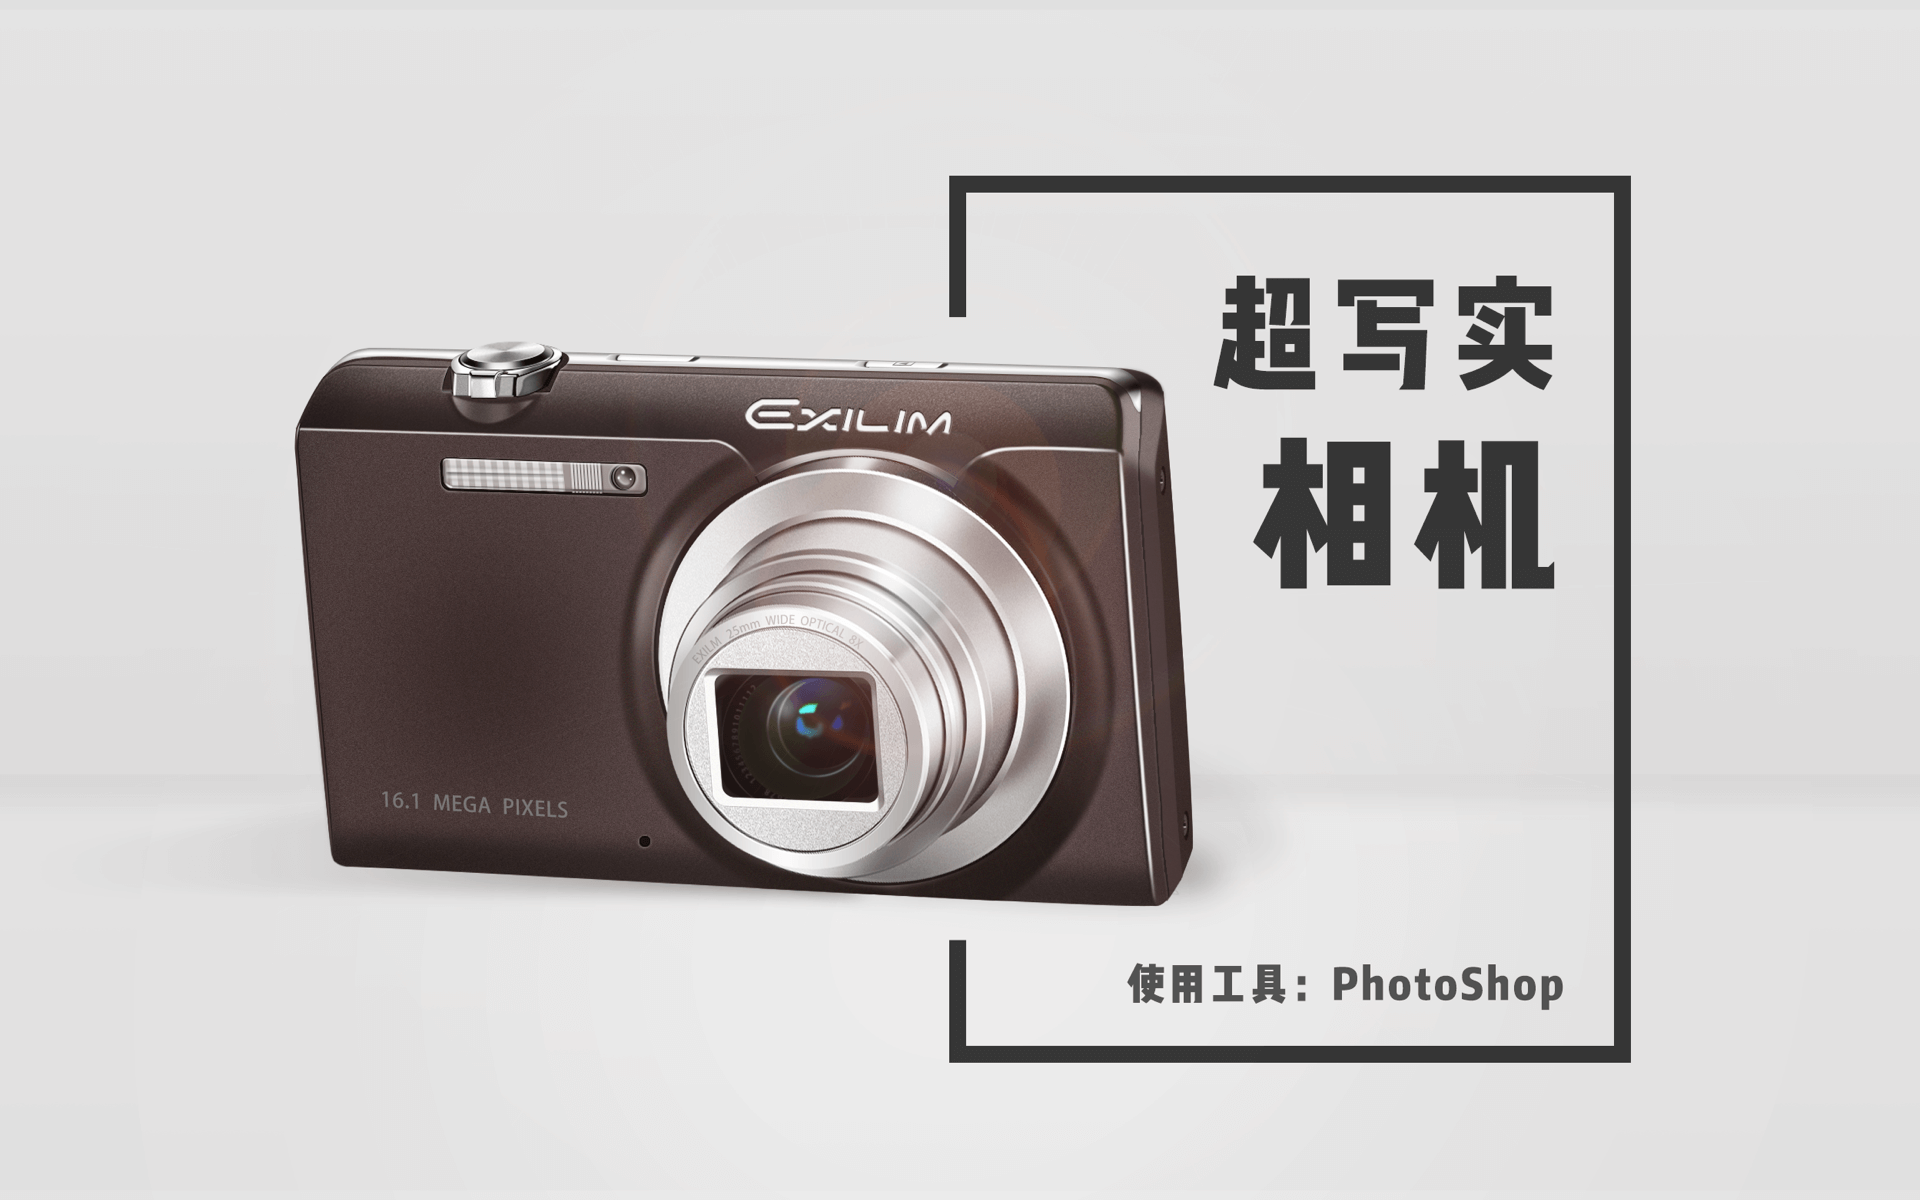 超写实
相机
EXILIM
EXILM 25mm WIDE OPTICAL 8X
16.1 MEGA PIXELS
使用工具：PhotoShop